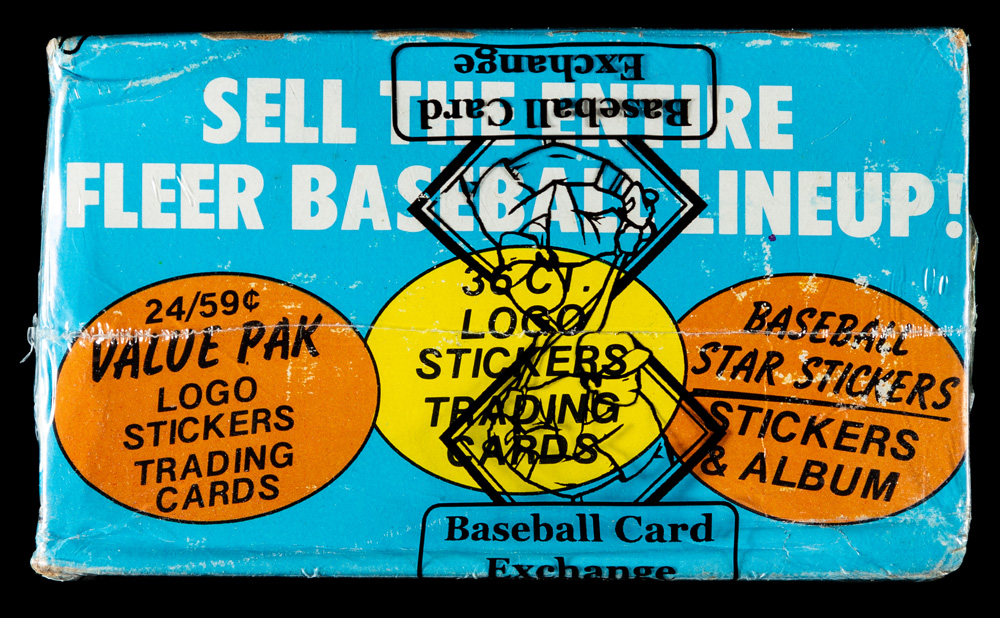 Exchange
Baseball Card
SELL THE ENTIRE
FLEER BASEBALL LINEUP!
24/59¢
VALUE PAK
LOGO
STICKERS
TRADING
CARDS
36 CT.
LOGO
STICKERS
TRADING
CARDS
BASEBALL
STAR STICKERS
STICKERS
& ALBUM
Baseball Card
Exchange